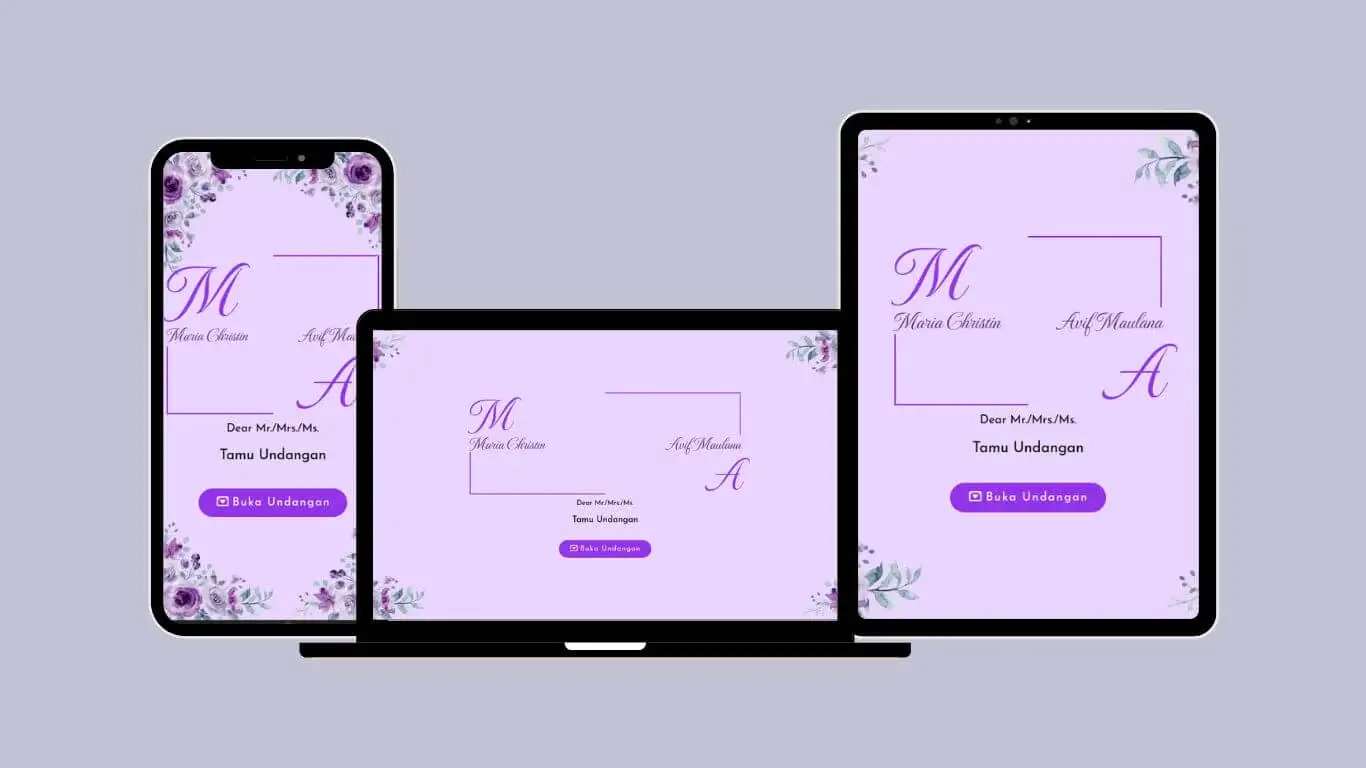 M
Maria Christin
Avif Mau
A
Dear Mr./Mrs./Ms.
Tamu Undangan
Buka Undangan
M
Maria Christin
Avif Maulana
A
Dear Mr./Mrs./Ms.
Tamu Undangan
Buka Undangan
M
Maria Christin
Avif Maulana
A
Dear Mr./Mrs./Ms.
Tamu Undangan
Buka Undangan